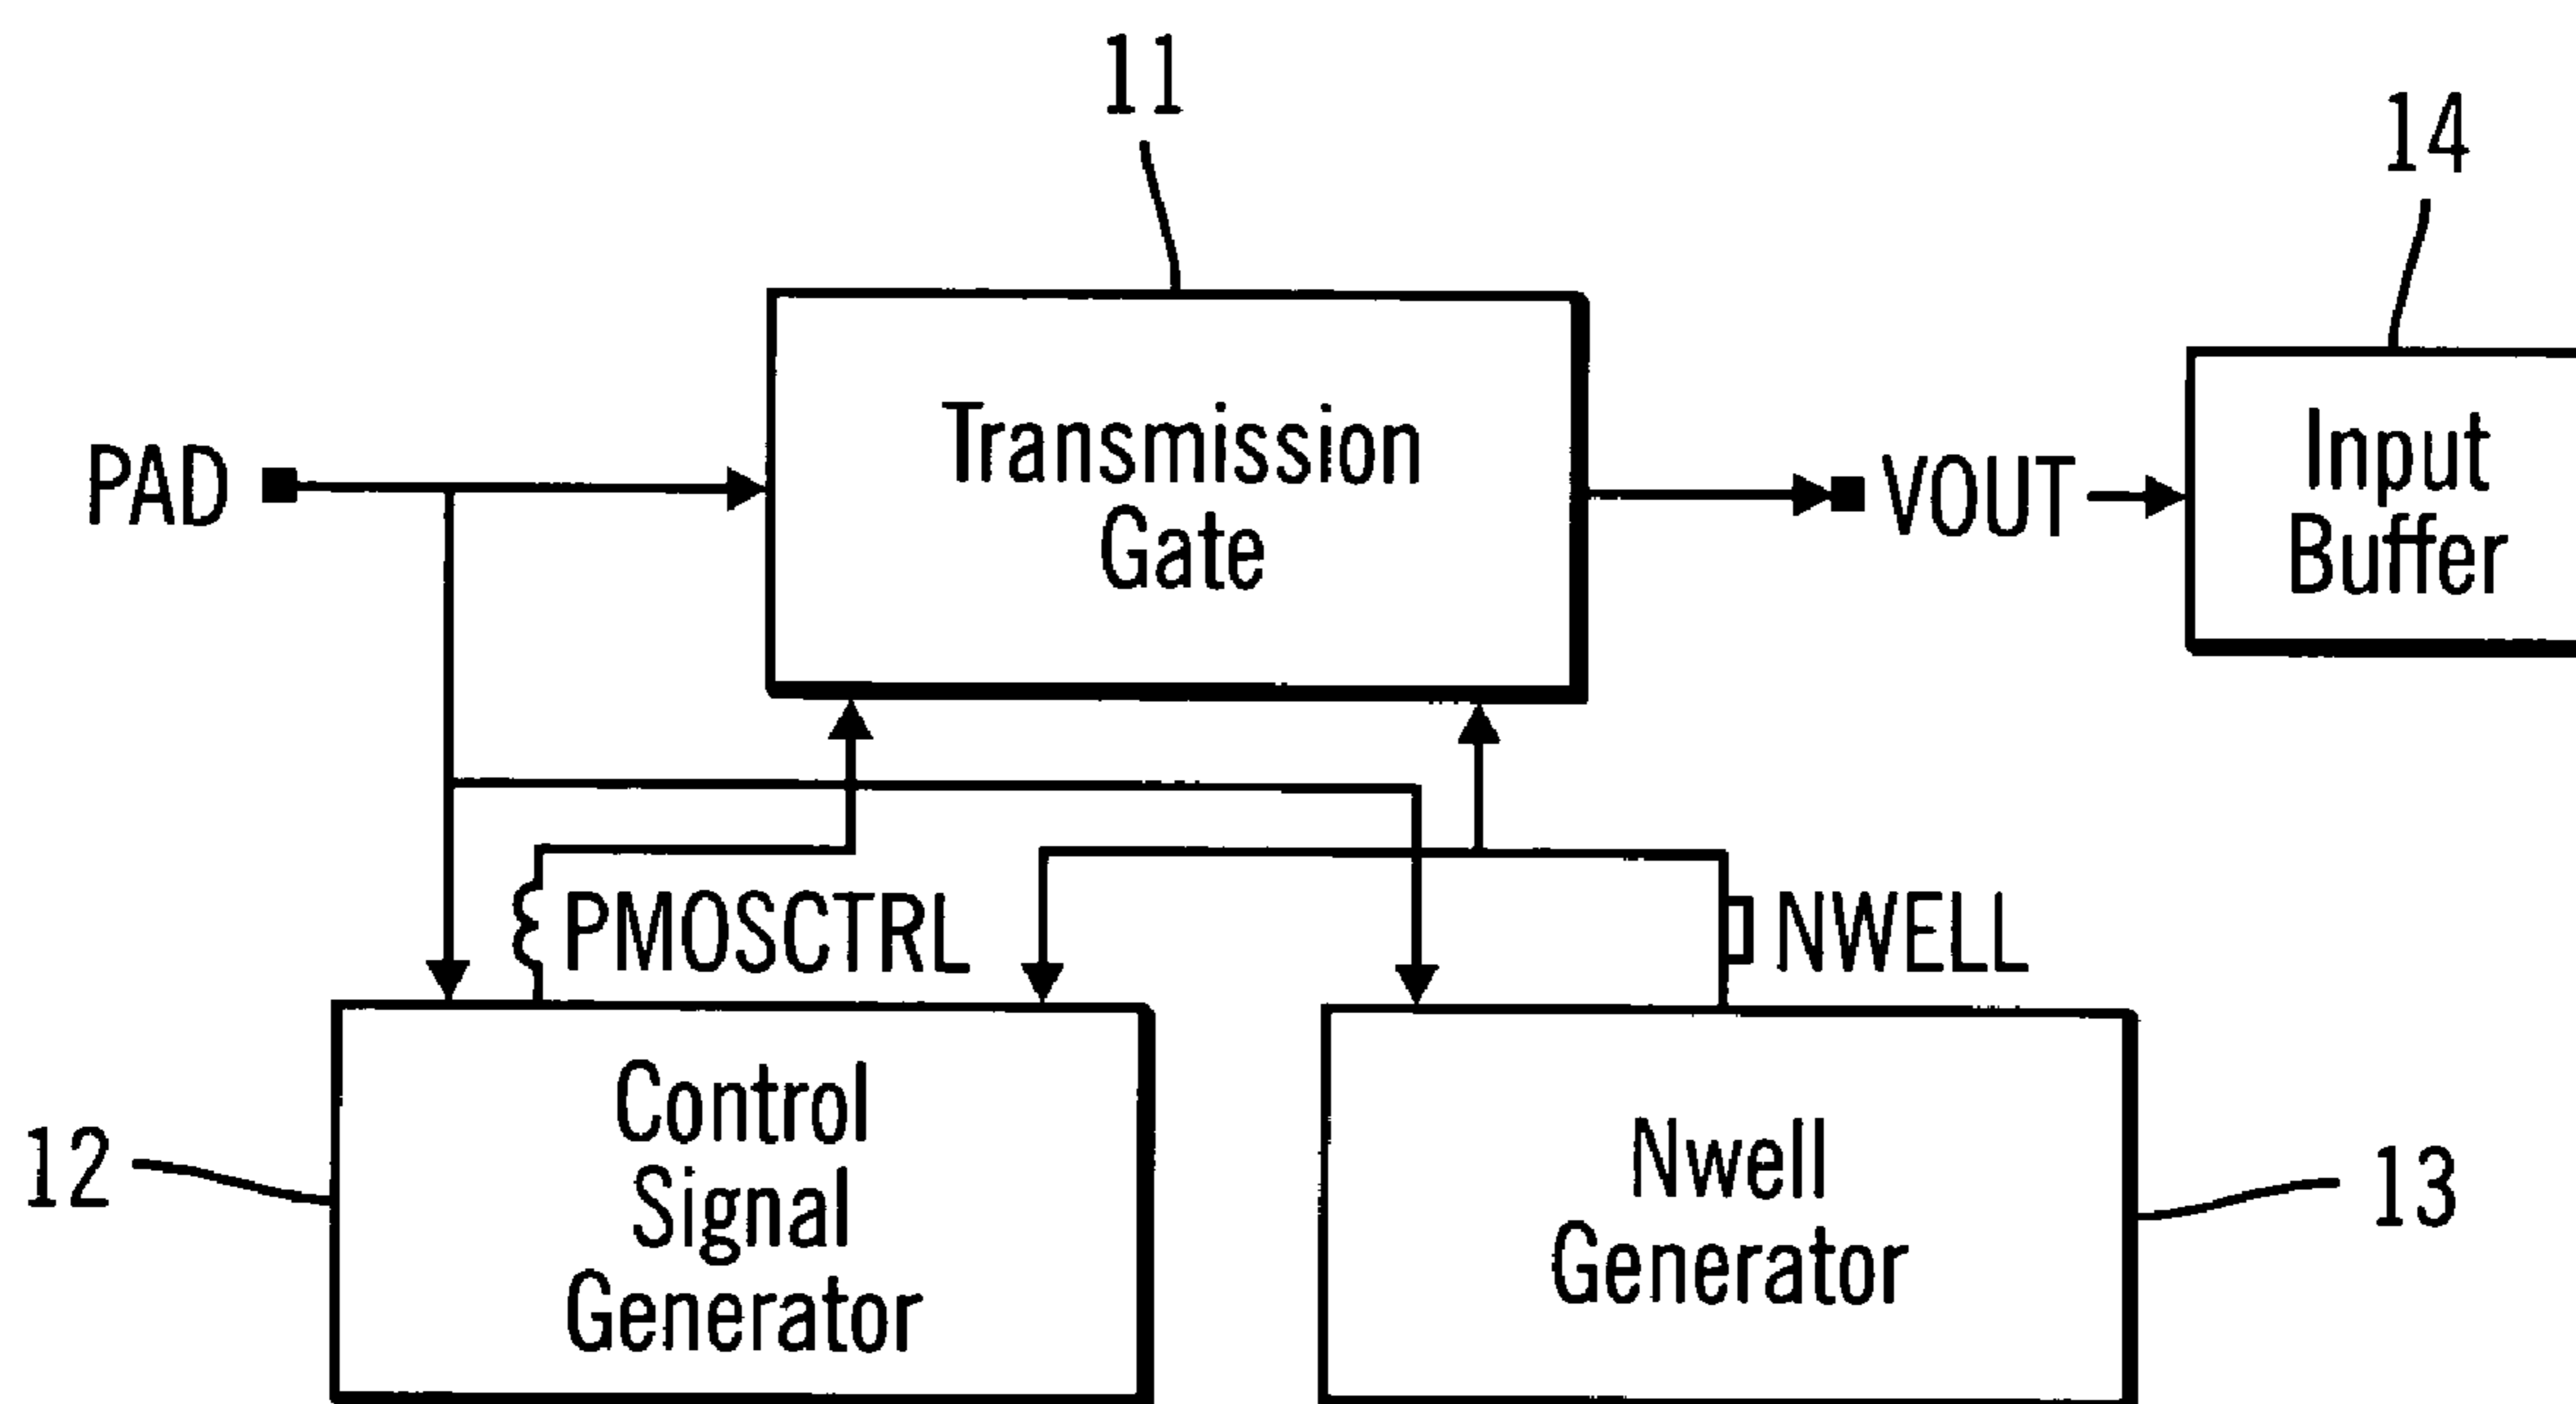 11
14
Transmission
Gate
PAD
VOUT
Input
Buffer
PMOSCTRL
NWELL
Control
Signal
Generator
12
Nwell
Generator
13